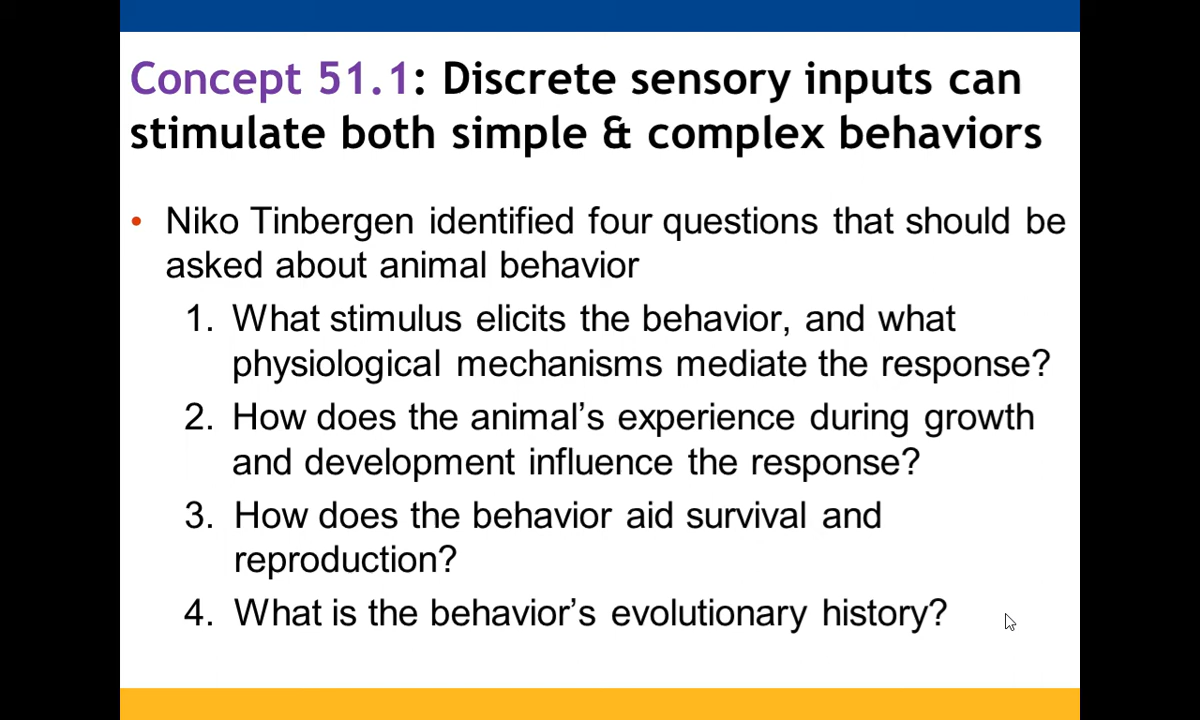 Concept 51.1: Discrete sensory inputs can
stimulate both simple & complex behaviors
• Niko Tinbergen identified four questions that should be
asked about animal behavior
1. What stimulus elicits the behavior, and what
physiological mechanisms mediate the response?
2. How does the animal’s experience during growth
and development influence the response?
3. How does the behavior aid survival and
reproduction?
4. What is the behavior’s evolutionary history?